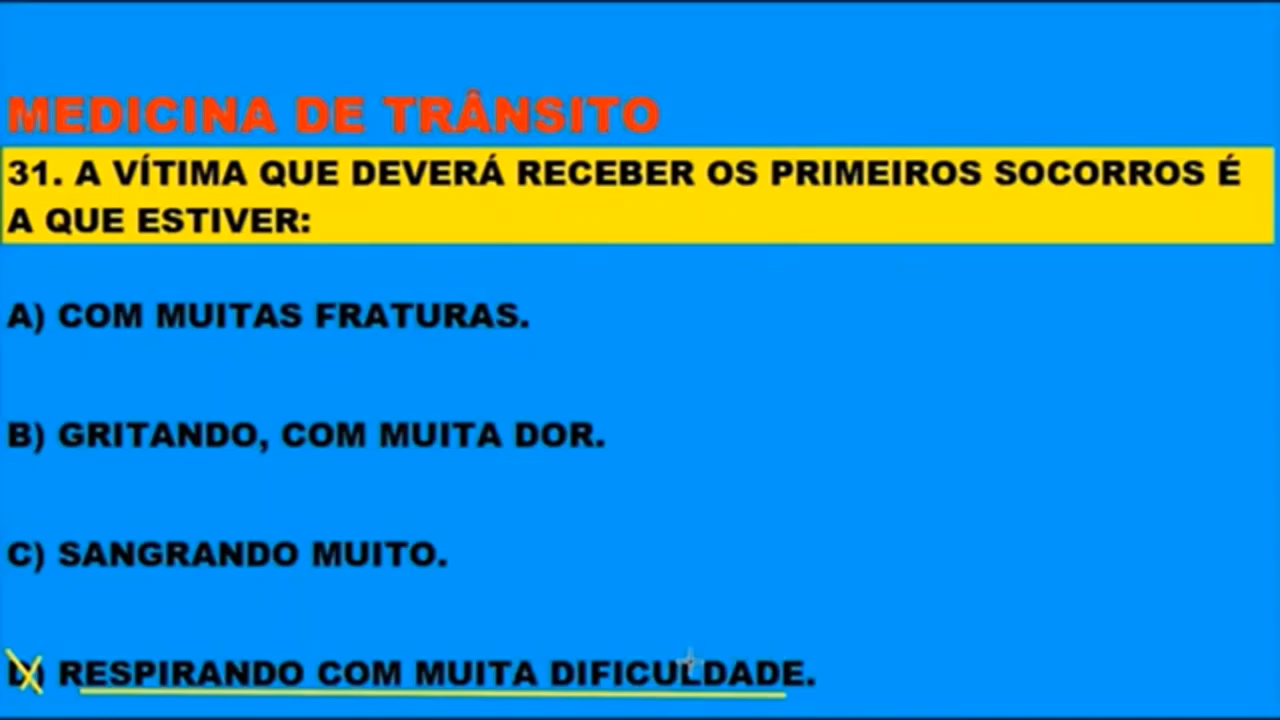 MEDICINA DE TRÂNSITO
31. A VÍTIMA QUE DEVERÁ RECEBER OS PRIMEIROS SOCORROS É
A QUE ESTIVER:
A) COM MUITAS FRATURAS.
B) GRITANDO, COM MUITA DOR.
C) SANGRANDO MUITO.
D) RESPIRANDO COM MUITA DIFICULDADE.